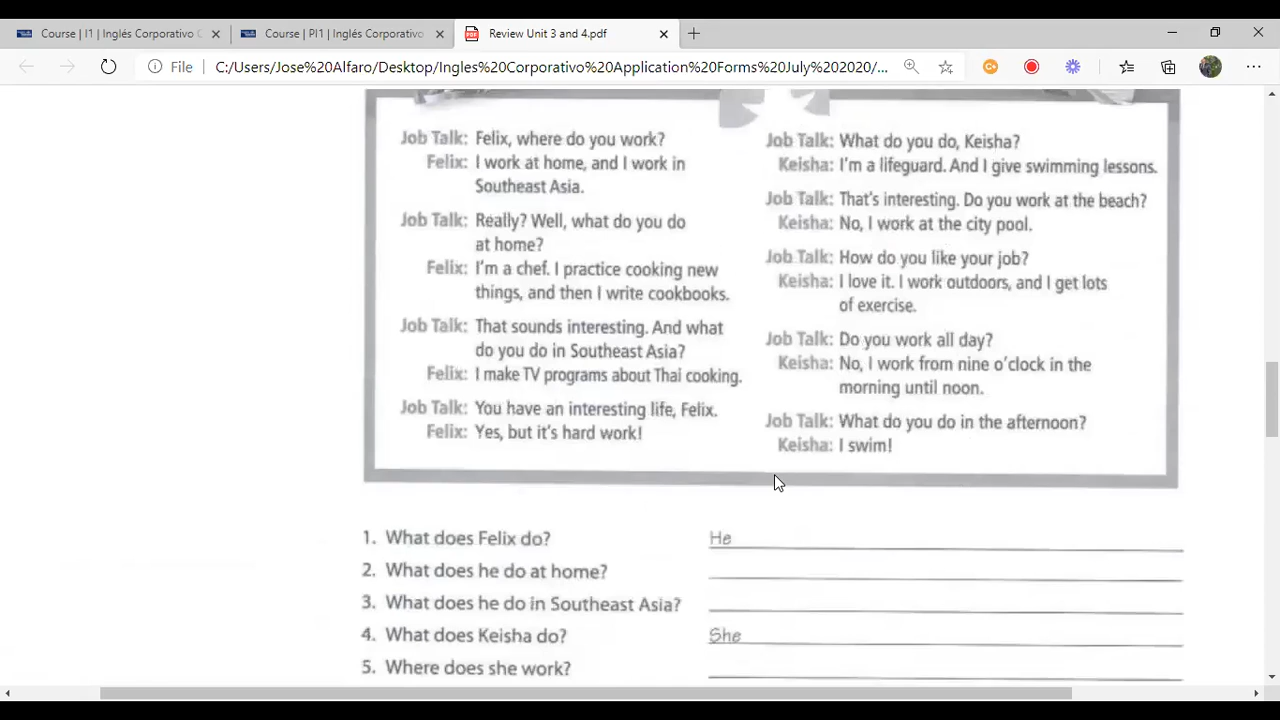 Course | I1 | Inglés Corporativo C
Course | PI1 | Inglés Corporativo
Review Unit 3 and 4.pdf
File
C:/Users/Jose%20Alfaro/Desktop/Ingles%20Corporativo%20Application%20Forms%20July%202020/...
Job Talk: Felix, where do you work?
Felix: I work at home, and I work in
Southeast Asia.
Job Talk: Really? Well, what do you do
at home?
Felix: I'm a chef. I practice cooking new
things, and then I write cookbooks.
Job Talk: That sounds interesting. And what
do you do in Southeast Asia?
Felix: I make TV programs about Thai cooking.
Job Talk: You have an interesting life, Felix.
Felix: Yes, but it's hard work!
Job Talk: What do you do, Keisha?
Keisha: I'm a lifeguard. And I give swimming lessons.
Job Talk: That's interesting. Do you work at the beach?
Keisha: No, I work at the city pool.
Job Talk: How do you like your job?
Keisha: I love it. I work outdoors, and I get lots
of exercise.
Job Talk: Do you work all day?
Keisha: No, I work from nine o'clock in the
morning until noon.
Job Talk: What do you do in the afternoon?
Keisha: I swim!
1. What does Felix do? He
2. What does he do at home?
3. What does he do in Southeast Asia?
4. What does Keisha do? She
5. Where does she work?